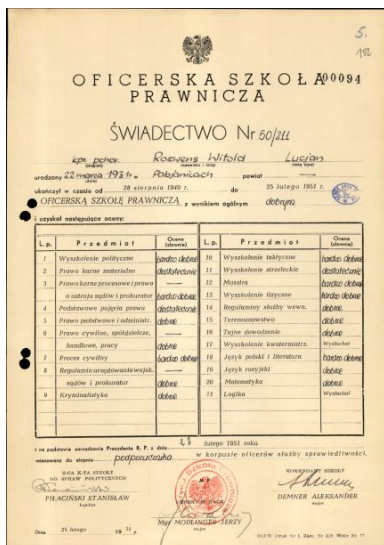 5.
152
00094
OFICERSKA SZKOŁA
PRAWNICZA
ŚWIADECTWO Nr 50/211
kpr. pchor. Roewens Witold Lucjan
(nazwisko i imię)
urodzony 22 marca 1931 r. w Pabjanicach powiat —
ukończył w czasie od 28 sierpnia 1949 r. do 25 lutego 1951 r.
OFICERSKĄ SZKOŁĘ PRAWNICZĄ z wynikiem ogólnym dobrym
i uzyskał następujące oceny:
L.p. Przedmiot Ocena (słownie) L.p. Przedmiot Ocena (słownie)
1 Wyszkolenie polityczne bardzo dobrze
2 Prawo karne materialne dostatecznie
3 Prawo karne procesowe i prawo o ustroju sądów i prokuratur bardzo dobrze
4 Podstawowe pojęcia prawa dostatecznie
5 Prawo państwowe i administr. dobrze
6 Prawo cywilne, spółdzielcze, handlowe, pracy dobrze
7 Proces cywilny bardzo dobrze
8 Regulamin urzędowania wojsk. sądów i prokuratur dobrze
9 Kryminalistyka dobrze
10 Wyszkolenie taktyczne bardzo dobrze
11 Wyszkolenie strzeleckie dostatecznie
12 Musztra bardzo dobrze
13 Wyszkolenie fizyczne bardzo dobrze
14 Regulaminy służby wewn. dobrze
15 Terenoznawstwo dobrze
16 Tajne dowodzenie dobrze
17 Wyszkolenie kwatermistrz. Wysłuchał
18 Język polski i literatura bardzo dobrze
19 Język rosyjski dobrze
20 Matematyka dobrze
21 Logika Wysłuchał
i na podstawie zarządzenia Prezydenta R. P. z dnia 23 lutego 1951 roku
mianowany do stopnia podporucznika w korpusie oficerów służby sprawiedliwości.
Z-CA K-TA SZKOŁY
DO SPRAW POLITYCZNYCH
PIŁACIŃSKI STANISŁAW
kapitan
KOMENDANT SZKOŁY
DEMNER ALEKSANDER
major
Mgr MODLINGER JERZY
Dnia 25 lutego 1951 r.